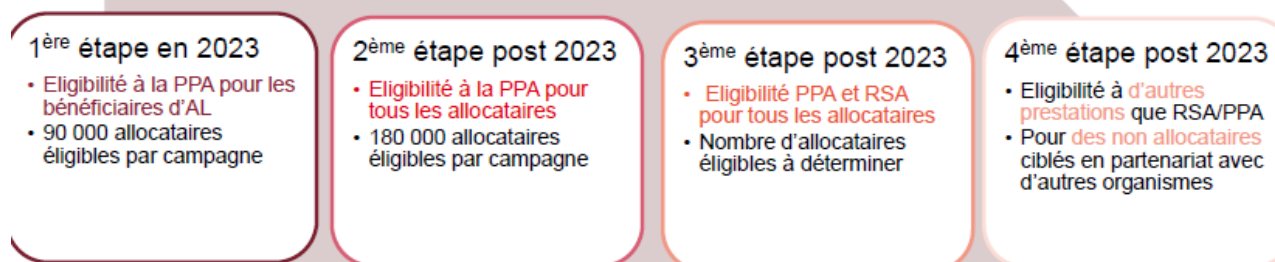 1ère étape en 2023
• Eligibilité à la PPA pour les
bénéficiaires d’AL
• 90 000 allocataires
éligibles par campagne
2ème étape post 2023
• Eligibilité à la PPA pour
tous les allocataires
• 180 000 allocataires
éligibles par campagne
3ème étape post 2023
• Eligibilité PPA et RSA
pour tous les allocataires
• Nombre d’allocataires
éligibles à déterminer
4ème étape post 2023
• Eligibilité à d’autres
prestations que RSA/PPA
• Pour des non allocataires
ciblés en partenariat avec
d’autres organismes